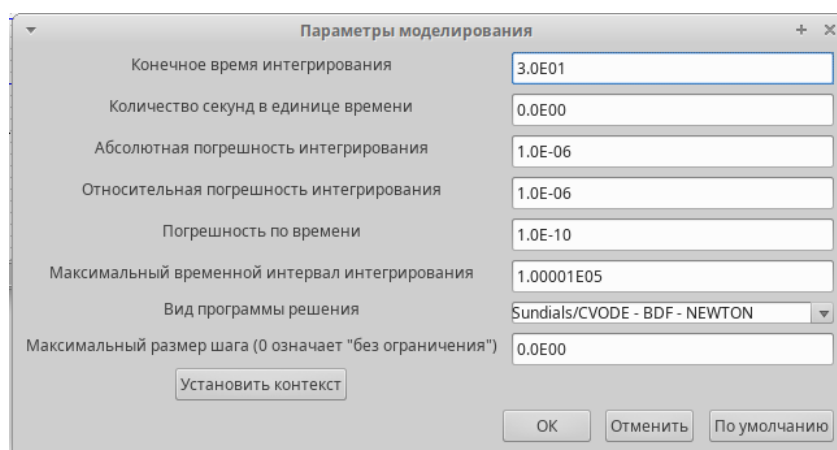 Параметры моделирования
Конечное время интегрирования 3.0E01
Количество секунд в единице времени 0.0E00
Абсолютная погрешность интегрирования 1.0E-06
Относительная погрешность интегрирования 1.0E-06
Погрешность по времени 1.0E-10
Максимальный временной интервал интегрирования 1.00001E05
Вид программы решения Sundials/CVODE - BDF - NEWTON
Максимальный размер шага (0 означает "без ограничения") 0.0E00
Установить контекст
ОК Отменить По умолчанию